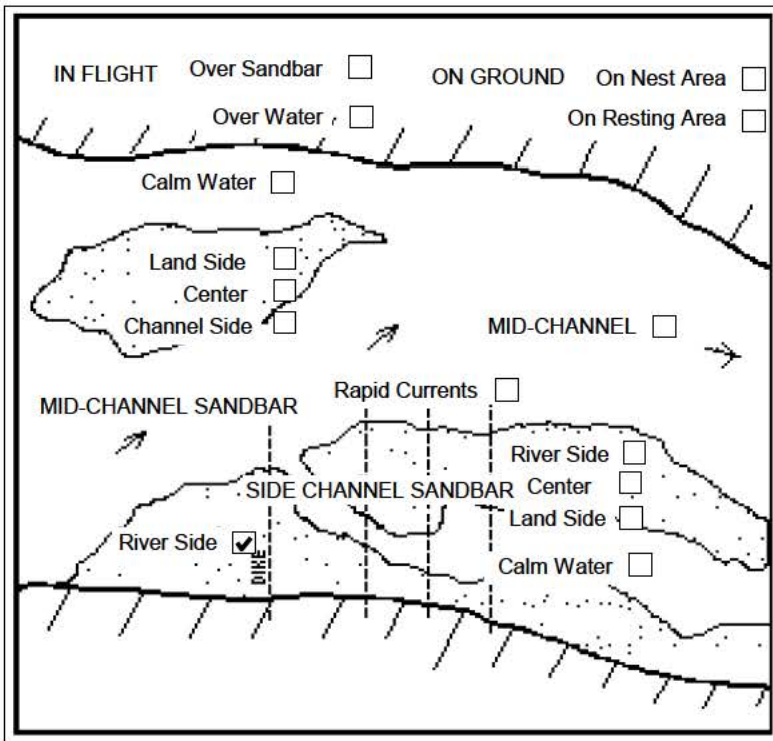 IN FLIGHT
Over Sandbar
ON GROUND
On Nest Area
Over Water
On Resting Area
Calm Water
Land Side
Center
Channel Side
MID-CHANNEL
Rapid Currents
MID-CHANNEL SANDBAR
River Side
SIDE CHANNEL SANDBAR
Center
Land Side
River Side
DIKE
Calm Water